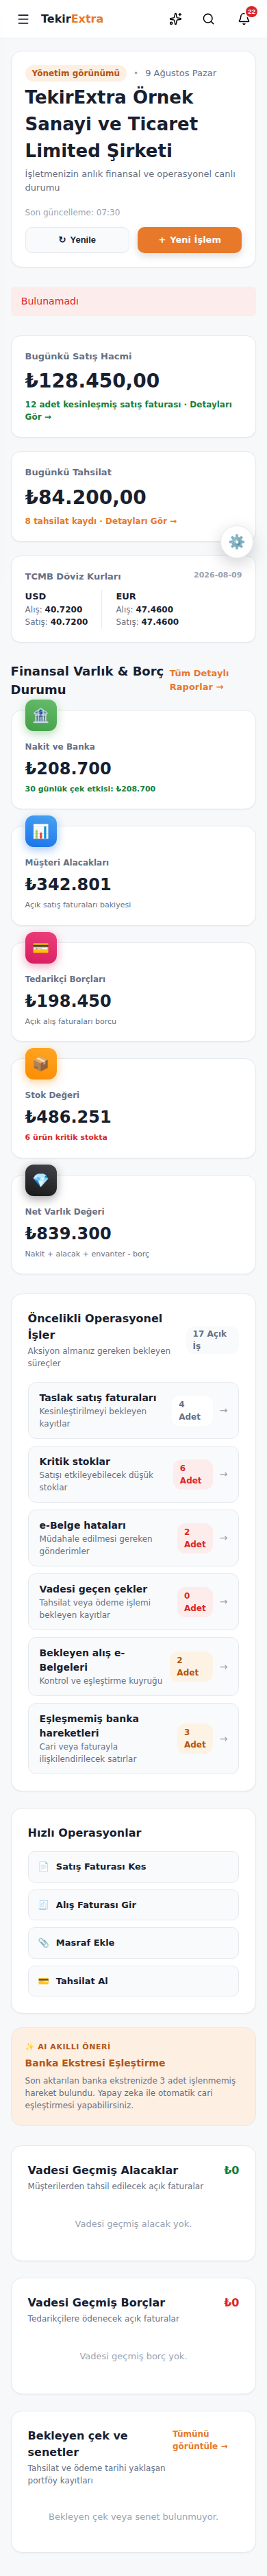 TekirExtra
22
Yönetim görünümü • 9 Ağustos Pazar
TekirExtra Örnek
Sanayi ve Ticaret
Limited Şirketi
İşletmenizin anlık finansal ve operasyonel canlı
durumu
Son güncelleme: 07:30
↻ Yenile
+ Yeni İşlem
Bulunamadı
Bugünkü Satış Hacmi
₺128.450,00
12 adet kesinleşmiş satış faturası · Detayları
Gör →
Bugünkü Tahsilat
₺84.200,00
8 tahsilat kaydı · Detayları Gör →
TCMB Döviz Kurları 2026-08-09
USD EUR
Alış: 40.7200 Alış: 47.4600
Satış: 40.7200 Satış: 47.4600
Finansal Varlık & Borç
Durumu
Tüm Detaylı
Raporlar →
Nakit ve Banka
₺208.700
30 günlük çek etkisi: ₺208.700
Müşteri Alacakları
₺342.801
Açık satış faturaları bakiyesi
Tedarikçi Borçları
₺198.450
Açık alış faturaları borcu
Stok Değeri
₺486.251
6 ürün kritik stokta
Net Varlık Değeri
₺839.300
Nakit + alacak + envanter - borç
Öncelikli Operasyonel
İşler
Aksiyon almanız gereken bekleyen
süreçler
17 Açık
İş
Taslak satış faturaları
Kesinleştirilmeyi bekleyen
kayıtlar
4
Adet
→
Kritik stoklar
Satışı etkileyebilecek düşük
stoklar
6
Adet
→
e-Belge hataları
Müdahale edilmesi gereken
gönderimler
2
Adet
→
Vadesi geçen çekler
Tahsilat veya ödeme işlemi
bekleyen kayıtlar
0
Adet
→
Bekleyen alış e-
Belgeleri
Kontrol ve eşleştirme kuyruğu
2
Adet
→
Eşleşmemiş banka
hareketleri
Cari veya faturayla
ilişkilendirilecek satırlar
3
Adet
→
Hızlı Operasyonlar
Satış Faturası Kes
Alış Faturası Gir
Masraf Ekle
Tahsilat Al
✨ AI AKILLI ÖNERİ
Banka Ekstresi Eşleştirme
Son aktarılan banka ekstrenizde 3 adet işlenmemiş
hareket bulundu. Yapay zeka ile otomatik cari
eşleştirmesi yapabilirsiniz.
Vadesi Geçmiş Alacaklar ₺0
Müşterilerden tahsil edilecek açık faturalar
Vadesi geçmiş alacak yok.
Vadesi Geçmiş Borçlar ₺0
Tedarikçilere ödenecek açık faturalar
Vadesi geçmiş borç yok.
Bekleyen çek ve
senetler
Tahsilat ve ödeme tarihi yaklaşan
portföy kayıtları
Tümünü
görüntüle →
Bekleyen çek veya senet bulunmuyor.